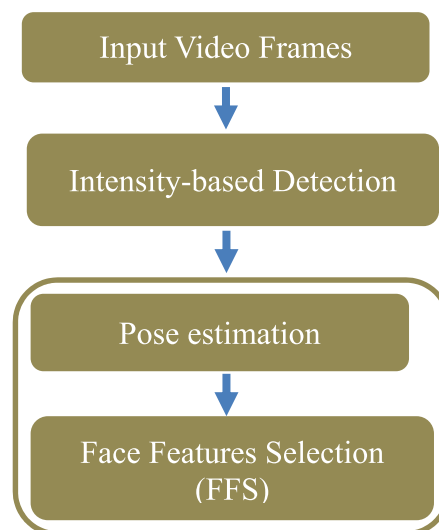 Input Video Frames
Intensity-based Detection
Pose estimation
Face Features Selection
(FFS)